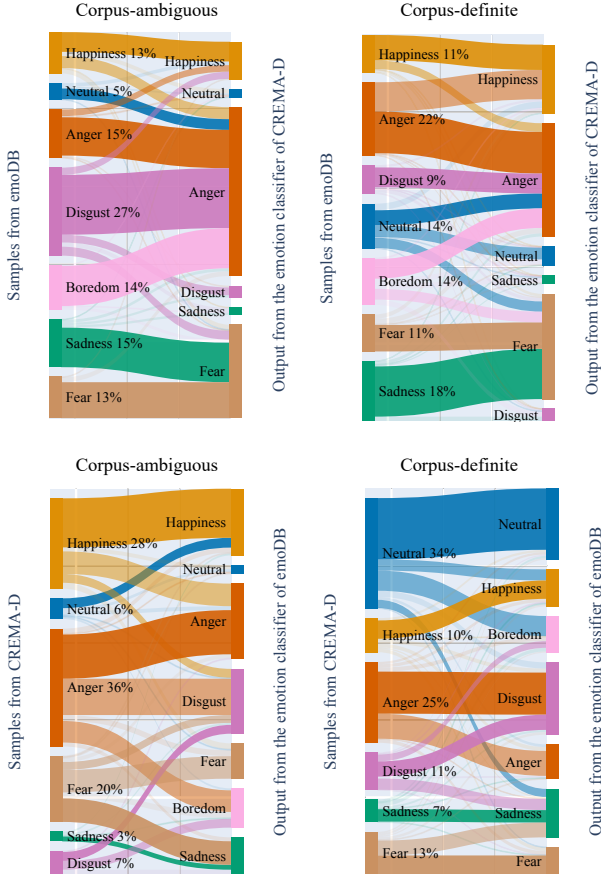 Corpus-ambiguous
Samples from emoDB
Happiness 13%
Neutral 5%
Anger 15%
Disgust 27%
Boredom 14%
Sadness 15%
Fear 13%
Happiness
Neutral
Anger
Disgust
Sadness
Fear
Output from the emotion classifier of CREMA-D
Corpus-definite
Samples from emoDB
Happiness 11%
Anger 22%
Disgust 9%
Neutral 14%
Boredom 14%
Fear 11%
Sadness 18%
Happiness
Anger
Neutral
Sadness
Fear
Disgust
Output from the emotion classifier of CREMA-D
Corpus-ambiguous
Samples from CREMA-D
Happiness 28%
Neutral 6%
Anger 36%
Fear 20%
Sadness 3%
Disgust 7%
Happiness
Neutral
Anger
Disgust
Fear
Boredom
Sadness
Output from the emotion classifier of emoDB
Corpus-definite
Samples from CREMA-D
Neutral 34%
Happiness 10%
Anger 25%
Disgust 11%
Sadness 7%
Fear 13%
Neutral
Happiness
Boredom
Disgust
Anger
Sadness
Fear
Output from the emotion classifier of emoDB